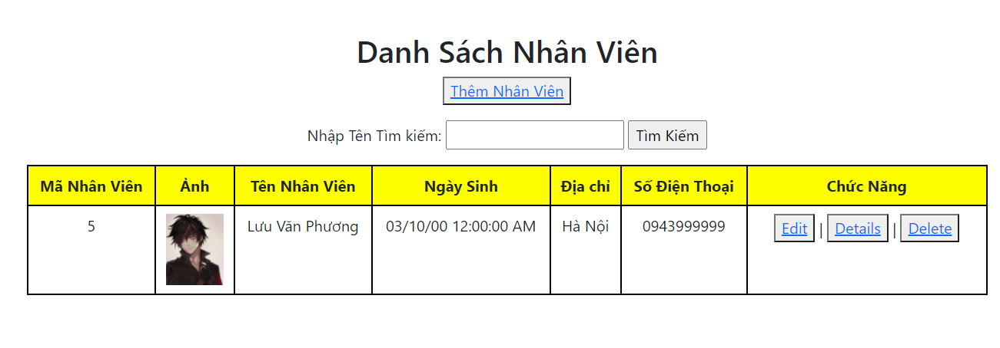 Danh Sách Nhân Viên
Thêm Nhân Viên
Nhập Tên Tìm kiếm: Tìm Kiếm
Mã Nhân Viên Ảnh Tên Nhân Viên Ngày Sinh Địa chỉ Số Điện Thoại Chức Năng
5 Lưu Văn Phương 03/10/00 12:00:00 AM Hà Nội 0943999999 Edit | Details | Delete